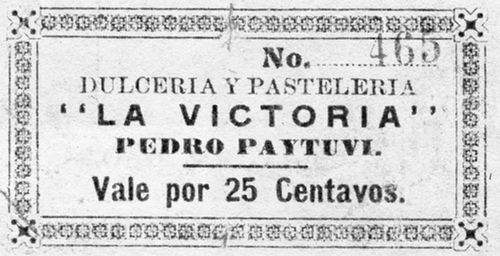 No. 465
DULCERIA Y PASTELERIA
"LA VICTORIA"
PEDRO PAYTUVI.
Vale por 25 Centavos.